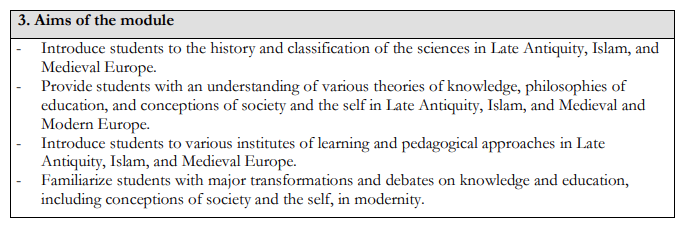 3. Aims of the module
- Introduce students to the history and classification of the sciences in Late Antiquity, Islam, and
Medieval Europe.
- Provide students with an understanding of various theories of knowledge, philosophies of
education, and conceptions of society and the self in Late Antiquity, Islam, and Medieval and
Modern Europe.
- Introduce students to various institutes of learning and pedagogical approaches in Late
Antiquity, Islam, and Medieval Europe.
- Familiarize students with major transformations and debates on knowledge and education,
including conceptions of society and the self, in modernity.